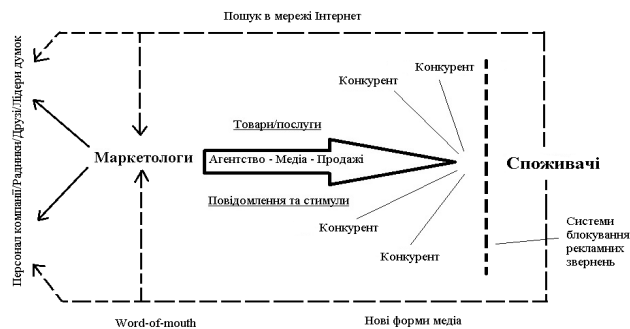 Пошук в мережі Інтернет
Персонал компанії/Радники/Друзі/Лідери думок
Конкурент
Конкурент
Товари/послуги
Маркетологи
Агентство - Медіа - Продажі
Споживачі
Повідомлення та стимули
Конкурент
Конкурент
Системи
блокування
рекламних
звернень
Word-of-mouth
Нові форми медіа